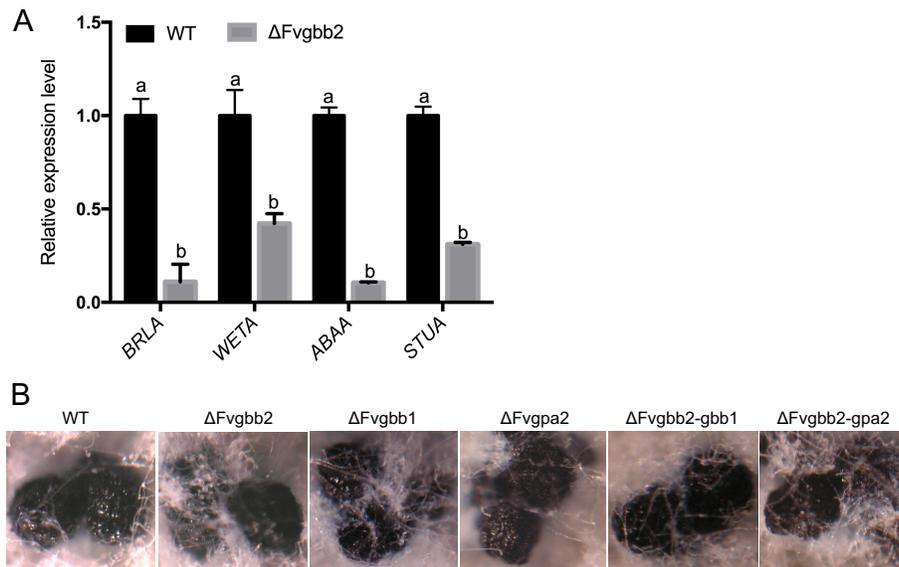 A
1.5
WT ΔFvgbb2
Relative expression level
1.0
0.5
0.0
a a a a
b b b b
BRLA WETA ABAA STUA
B
WT ΔFvgbb2 ΔFvgbb1 ΔFvgpa2 ΔFvgbb2-gbb1 ΔFvgbb2-gpa2